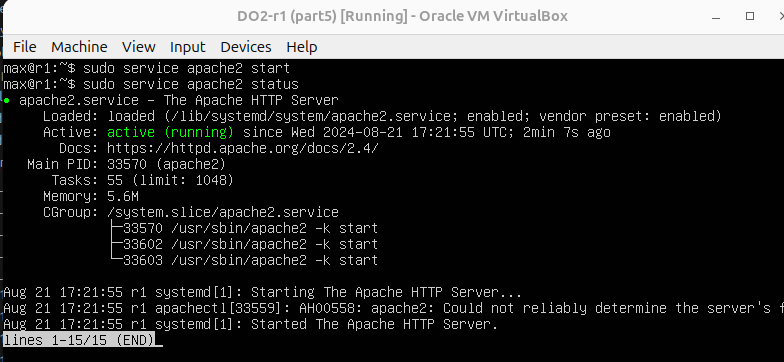 DO2-r1 (part5) [Running] - Oracle VM VirtualBox
File Machine View Input Devices Help
max@r1:~$ sudo service apache2 start
max@r1:~$ sudo service apache2 status
● apache2.service - The Apache HTTP Server
Loaded: loaded (/lib/systemd/system/apache2.service; enabled; vendor preset: enabled)
Active: active (running) since Wed 2024-08-21 17:21:55 UTC; 2min 7s ago
Docs: https://httpd.apache.org/docs/2.4/
Main PID: 33570 (apache2)
Tasks: 55 (limit: 1048)
Memory: 5.6M
CGroup: /system.slice/apache2.service
├─33570 /usr/sbin/apache2 -k start
├─33602 /usr/sbin/apache2 -k start
└─33603 /usr/sbin/apache2 -k start
Aug 21 17:21:55 r1 systemd[1]: Starting The Apache HTTP Server...
Aug 21 17:21:55 r1 apachectl[33559]: AH00558: apache2: Could not reliably determine the server's f
Aug 21 17:21:55 r1 systemd[1]: Started The Apache HTTP Server.
lines 1-15/15 (END)